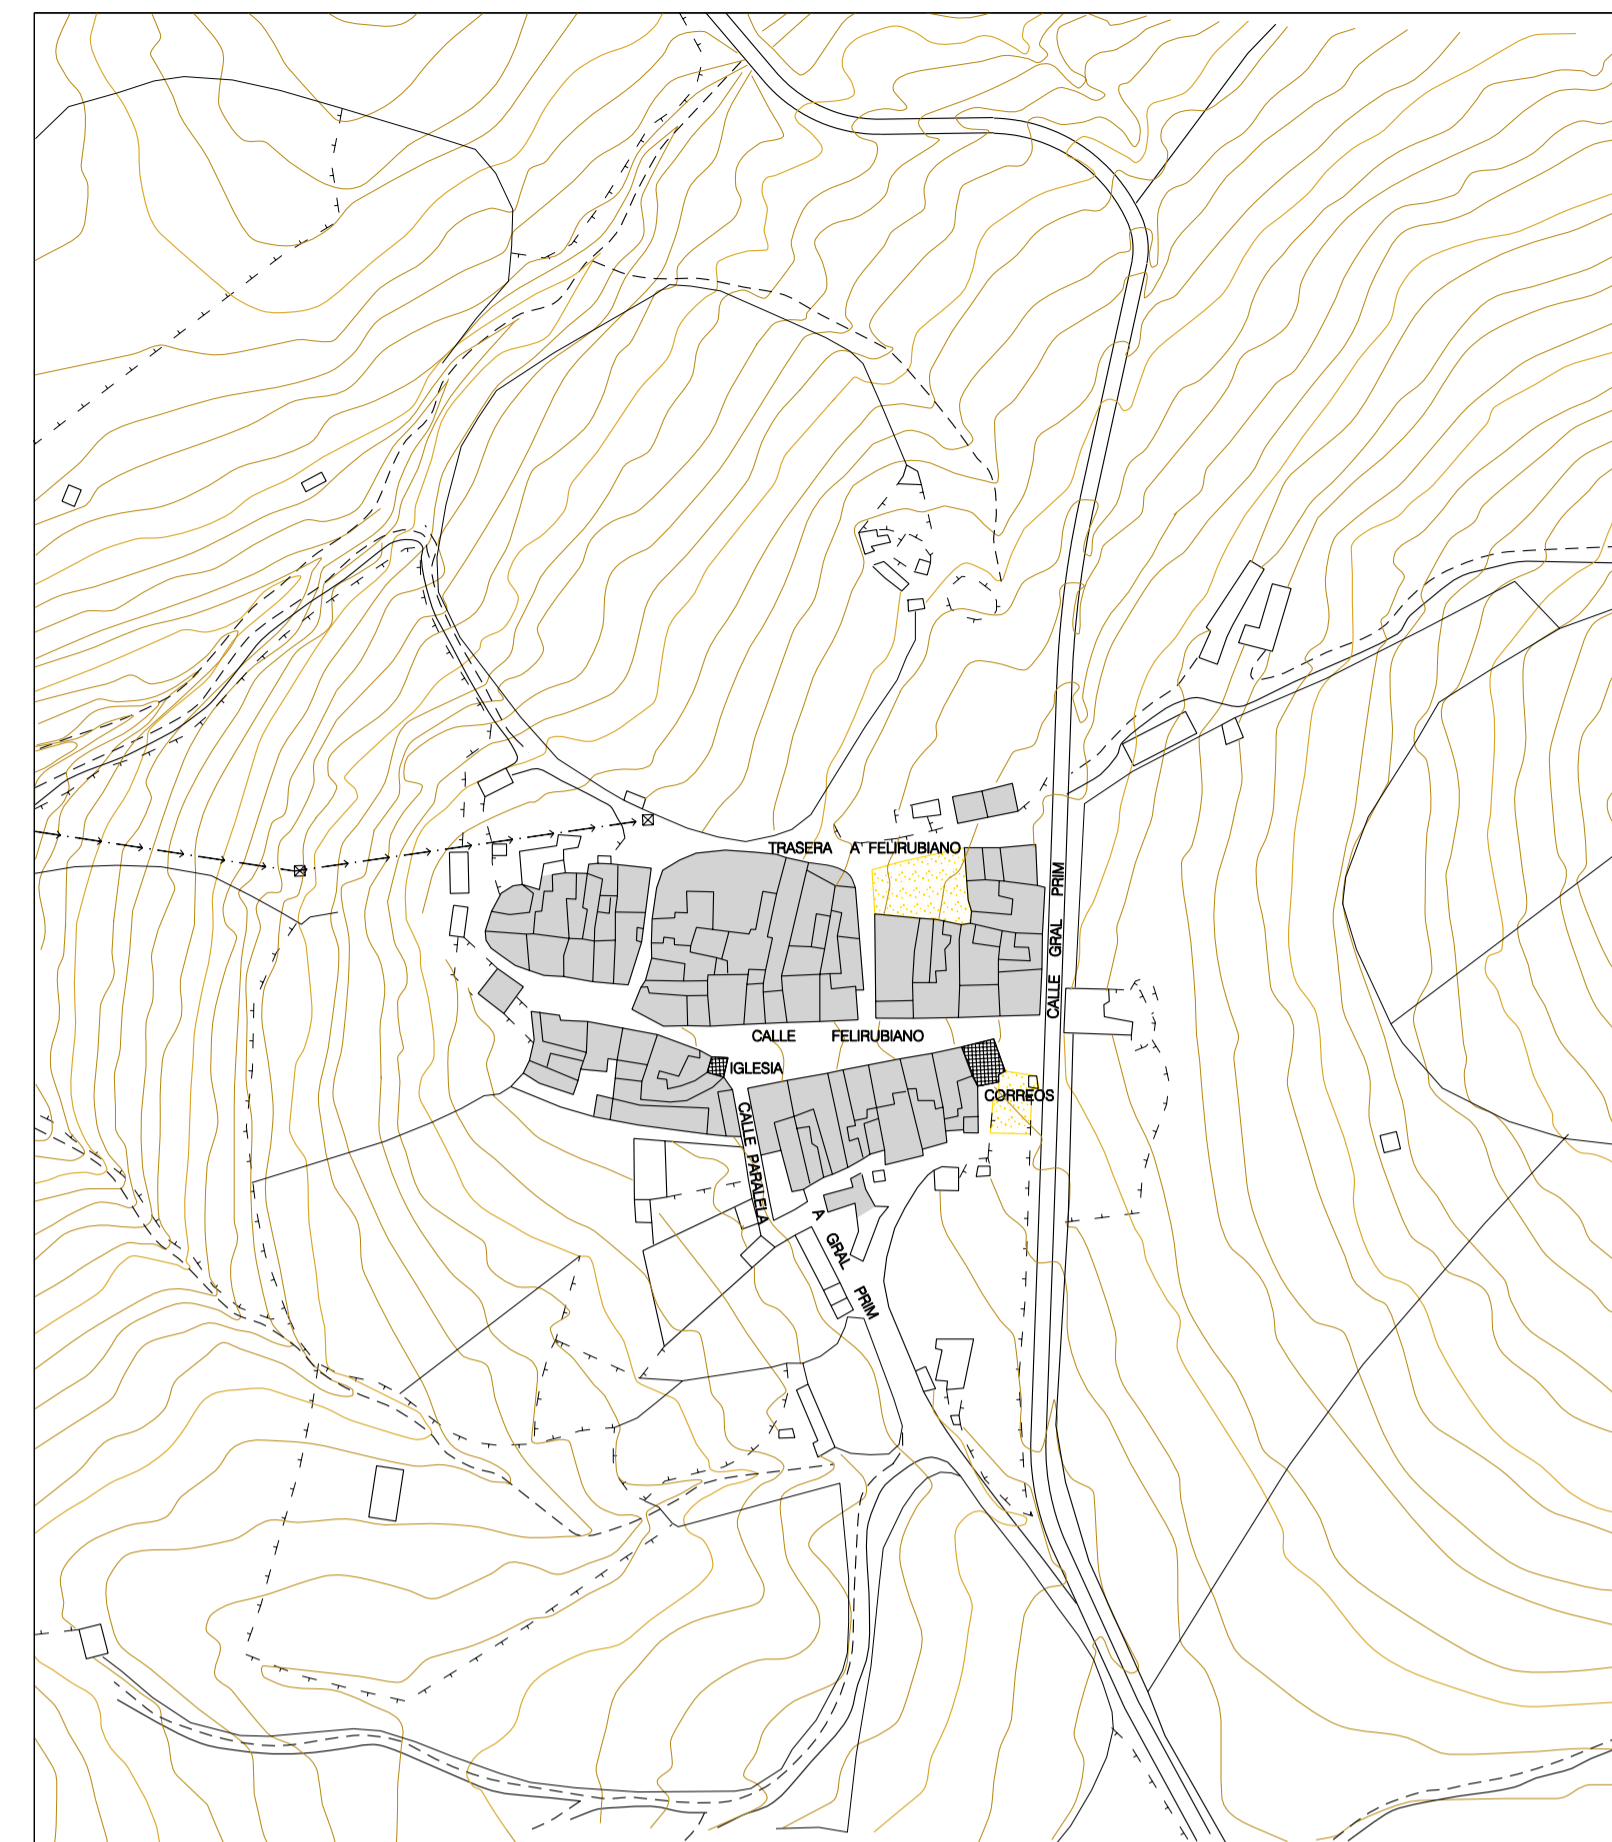 TRASERA A FELIRUBIANO
CALLE GRAL PRIM
CALLE FELIRUBIANO
IGLESIA
CORREOS
CALLE PARALELA A GRAL PRIM